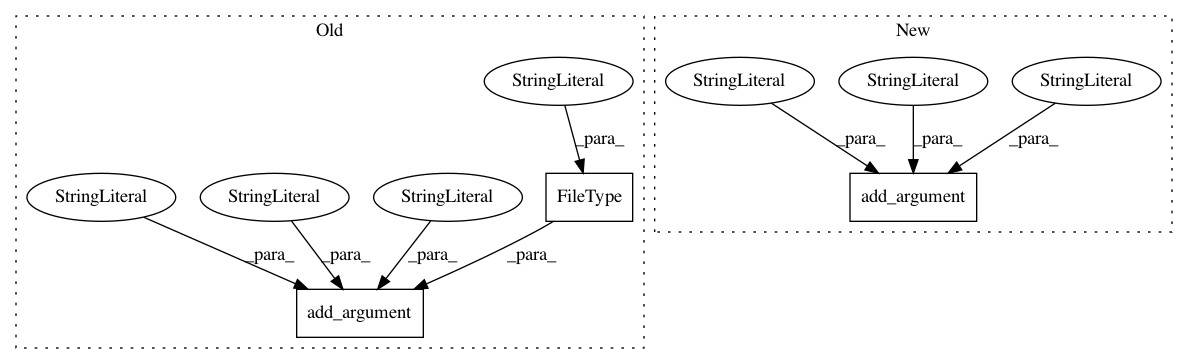 Old
New
StringLiteral
StringLiteral
StringLiteral
StringLiteral
_para_
_para_
_para_
_para_
StringLiteral
StringLiteral
StringLiteral
FileType
add_argument
_para_
_para_
_para_
_para_
add_argument